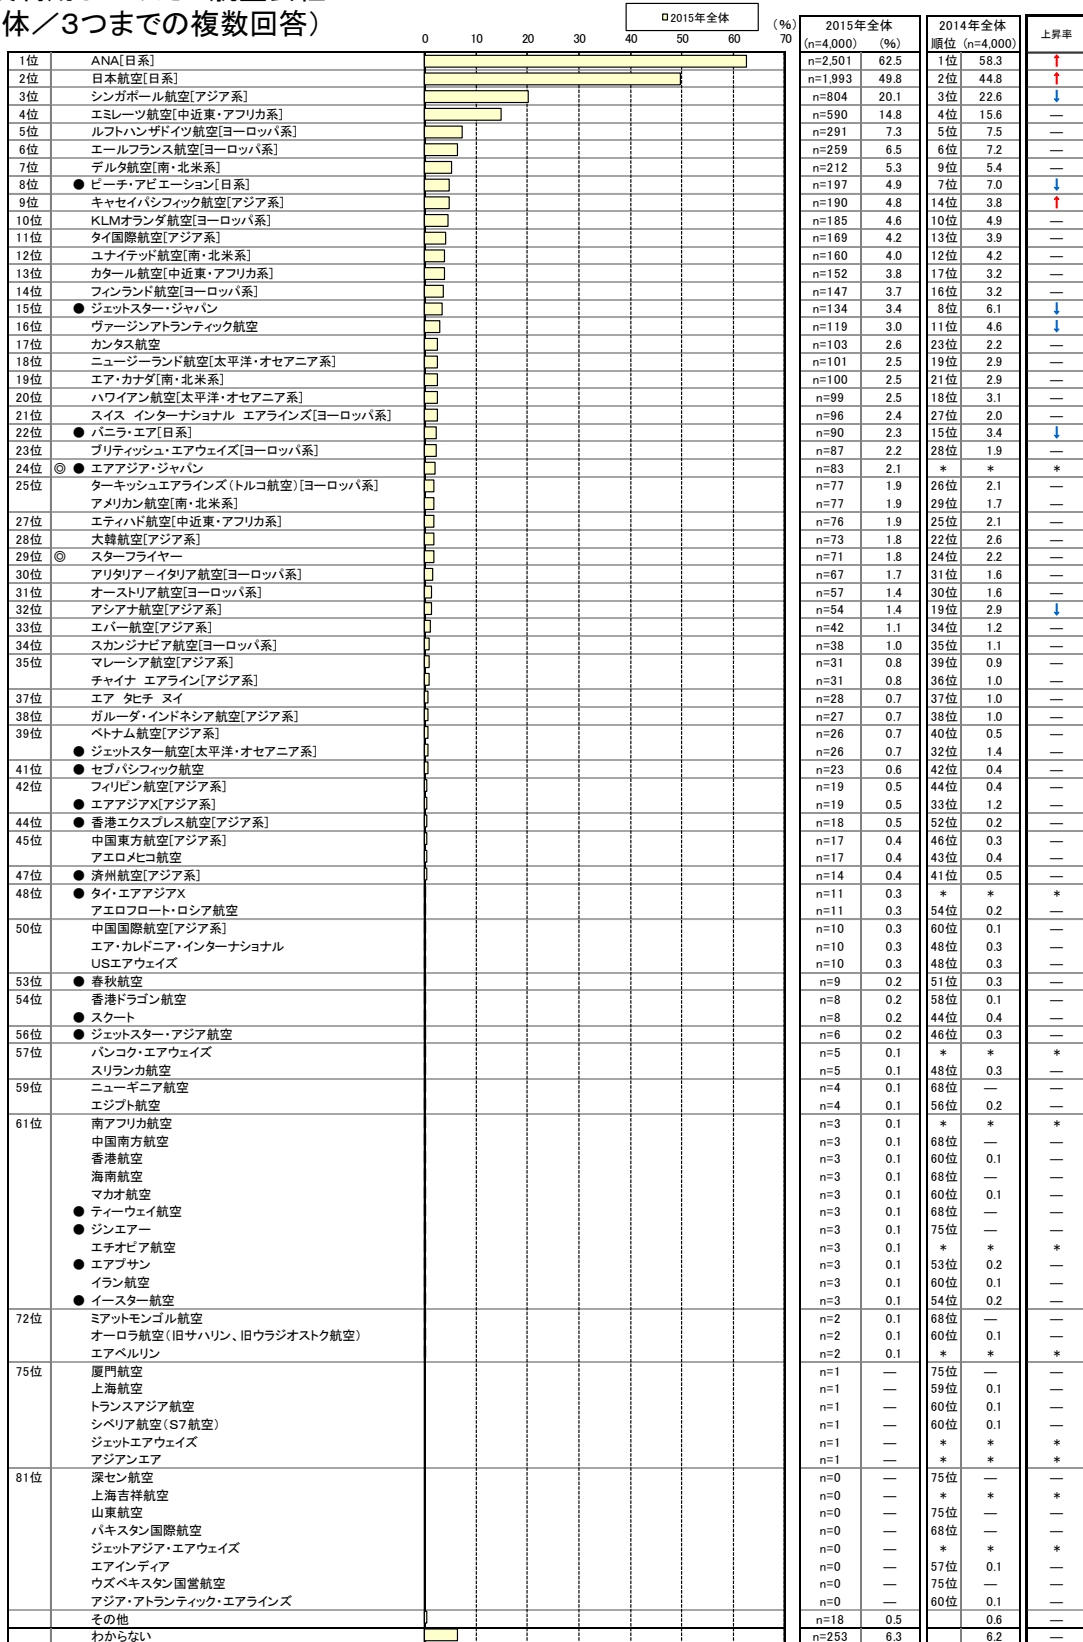 体／3つまでの複数回答）
2015年全体
(%)
0 10 20 30 40 50 60 70
2015年全体 2014年全体 上昇率
(n=4,000) (%) 順位 (n=4,000)
1位 ANA[日系] n=2,501 62.5 1位 58.3 ↑
2位 日本航空[日系] n=1,993 49.8 2位 44.8 ↑
3位 シンガポール航空[アジア系] n=804 20.1 3位 22.6 ↓
4位 エミレーツ航空[中近東・アフリカ系] n=590 14.8 4位 15.6 ―
5位 ルフトハンザドイツ航空[ヨーロッパ系] n=291 7.3 5位 7.5 ―
6位 エールフランス航空[ヨーロッパ系] n=259 6.5 6位 7.2 ―
7位 デルタ航空[南・北米系] n=212 5.3 9位 5.4 ―
8位 ● ピーチ・アビエーション[日系] n=197 4.9 7位 7.0 ↓
9位 キャセイパシフィック航空[アジア系] n=190 4.8 14位 3.8 ↑
10位 KLMオランダ航空[ヨーロッパ系] n=185 4.6 10位 4.9 ―
11位 タイ国際航空[アジア系] n=169 4.2 13位 3.9 ―
12位 ユナイテッド航空[南・北米系] n=160 4.0 12位 4.2 ―
13位 カタール航空[中近東・アフリカ系] n=152 3.8 17位 3.2 ―
14位 フィンランド航空[ヨーロッパ系] n=147 3.7 16位 3.2 ―
15位 ● ジェットスター・ジャパン n=134 3.4 8位 6.1 ↓
16位 ヴァージンアトランティック航空 n=119 3.0 11位 4.6 ↓
17位 カンタス航空 n=103 2.6 23位 2.2 ―
18位 ニュージーランド航空[太平洋・オセアニア系] n=101 2.5 19位 2.9 ―
19位 エア・カナダ[南・北米系] n=100 2.5 21位 2.9 ―
20位 ハワイアン航空[太平洋・オセアニア系] n=99 2.5 18位 3.1 ―
21位 スイス インターナショナル エアラインズ[ヨーロッパ系] n=96 2.4 27位 2.0 ―
22位 ● バニラ・エア[日系] n=90 2.3 15位 3.4 ↓
23位 ブリティッシュ・エアウェイズ[ヨーロッパ系] n=87 2.2 28位 1.9 ―
24位 ◎ ● エアアジア・ジャパン n=83 2.1 * * *
25位 ターキッシュエアラインズ（トルコ航空）[ヨーロッパ系] n=77 1.9 26位 2.1 ―
アメリカン航空[南・北米系] n=77 1.9 29位 1.7 ―
27位 エティハド航空[中近東・アフリカ系] n=76 1.9 25位 2.1 ―
28位 大韓航空[アジア系] n=73 1.8 22位 2.6 ―
29位 ◎ スターフライヤー n=71 1.8 24位 2.2 ―
30位 アリタリア－イタリア航空[ヨーロッパ系] n=67 1.7 31位 1.6 ―
31位 オーストリア航空[ヨーロッパ系] n=57 1.4 30位 1.6 ―
32位 アシアナ航空[アジア系] n=54 1.4 19位 2.9 ↓
33位 エバー航空[アジア系] n=42 1.1 34位 1.2 ―
34位 スカンジナビア航空[ヨーロッパ系] n=38 1.0 35位 1.1 ―
35位 マレーシア航空[アジア系] n=31 0.8 39位 0.9 ―
チャイナ エアライン[アジア系] n=31 0.8 36位 1.0 ―
37位 エア タヒチ ヌイ n=28 0.7 37位 1.0 ―
38位 ガルーダ・インドネシア航空[アジア系] n=27 0.7 38位 1.0 ―
39位 ベトナム航空[アジア系] n=26 0.7 40位 0.5 ―
● ジェットスター航空[太平洋・オセアニア系] n=26 0.7 32位 1.4 ―
41位 ● セブパシフィック航空 n=23 0.6 42位 0.4 ―
42位 フィリピン航空[アジア系] n=19 0.5 44位 0.4 ―
● エアアジアX[アジア系] n=19 0.5 33位 1.2 ―
44位 ● 香港エクスプレス航空[アジア系] n=18 0.5 52位 0.2 ―
45位 中国東方航空[アジア系] n=17 0.4 46位 0.3 ―
アエロメヒコ航空 n=17 0.4 43位 0.4 ―
47位 ● 済州航空[アジア系] n=14 0.4 41位 0.5 ―
48位 ● タイ・エアアジアX n=11 0.3 * * *
アエロフロート・ロシア航空 n=11 0.3 54位 0.2 ―
50位 中国国際航空[アジア系] n=10 0.3 60位 0.1 ―
エア・カレドニア・インターナショナル n=10 0.3 48位 0.3 ―
USエアウェイズ n=10 0.3 48位 0.3 ―
53位 ● 春秋航空 n=9 0.2 51位 0.3 ―
54位 香港ドラゴン航空 n=8 0.2 58位 0.1 ―
● スクート n=8 0.2 44位 0.4 ―
56位 ● ジェットスター・アジア航空 n=6 0.2 46位 0.3 ―
57位 バンコク・エアウェイズ n=5 0.1 * * *
スリランカ航空 n=5 0.1 48位 0.3 ―
59位 ニューギニア航空 n=4 0.1 68位 ― ―
エジプト航空 n=4 0.1 56位 0.2 ―
61位 南アフリカ航空 n=3 0.1 * * *
中国南方航空 n=3 0.1 68位 ― ―
香港航空 n=3 0.1 60位 0.1 ―
海南航空 n=3 0.1 68位 ― ―
マカオ航空 n=3 0.1 60位 0.1 ―
● ティーウェイ航空 n=3 0.1 68位 ― ―
● ジンエアー n=3 0.1 75位 ― ―
エチオピア航空 n=3 0.1 * * *
● エアプサン n=3 0.1 53位 0.2 ―
イラン航空 n=3 0.1 60位 0.1 ―
● イースター航空 n=3 0.1 54位 0.2 ―
72位 ミアットモンゴル航空 n=2 0.1 68位 ― ―
オーロラ航空（旧サハリン、旧ウラジオストク航空） n=2 0.1 60位 0.1 ―
エアベルリン n=2 0.1 * * *
75位 厦門航空 n=1 ― 75位 ― ―
上海航空 n=1 ― 59位 0.1 ―
トランスアジア航空 n=1 ― 60位 0.1 ―
シベリア航空（S7航空） n=1 ― 60位 0.1 ―
ジェットエアウェイズ n=1 ― * * *
アジアンエア n=1 ― * * *
81位 深セン航空 n=0 ― 75位 ― ―
上海吉祥航空 n=0 ― * * *
山東航空 n=0 ― 75位 ― ―
パキスタン国際航空 n=0 ― 68位 ― ―
ジェットアジア・エアウェイズ n=0 ― * * *
エアインディア n=0 ― 57位 0.1 ―
ウズベキスタン国営航空 n=0 ― 75位 ― ―
アジア・アトランティック・エアラインズ n=0 ― 60位 0.1 ―
その他 n=18 0.5 0.6 ―
わからない n=253 6.3 6.2 ―